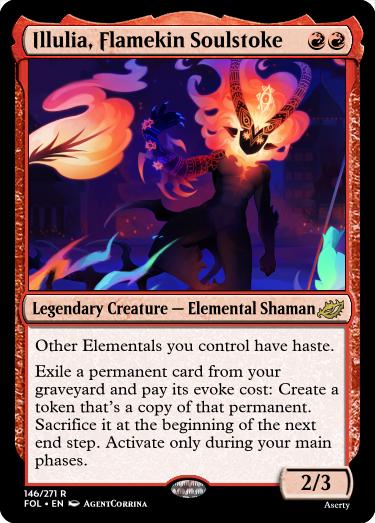 Illulia, Flamekin Soulstoke
Legendary Creature — Elemental Shaman
Other Elementals you control have haste.
Exile a permanent card from your
graveyard and pay its evoke cost: Create a
token that's a copy of that permanent.
Sacrifice it at the beginning of the next
end step. Activate only during your main
phases.
2/3
146/271 R
FOL • EN AgentCorrina
Aserty